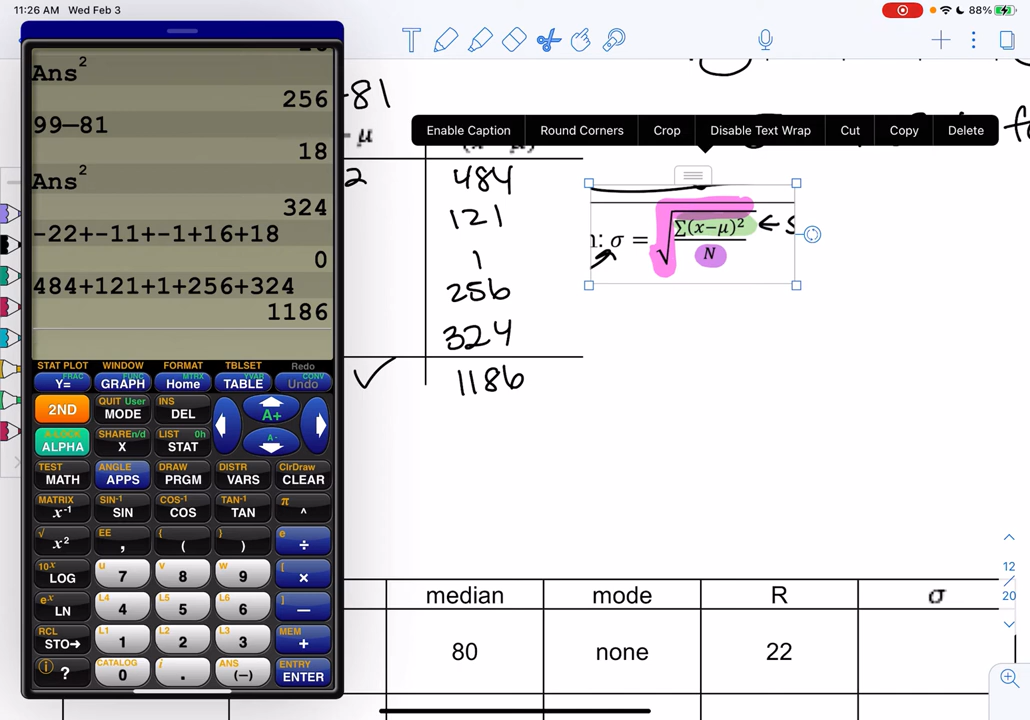 11:26 AM Wed Feb 3
88%
Ans²
256
99—81
18
Ans²
324
-22+-11+-1+16+18
0
484+121+1+256+324
1186
STAT PLOT WINDOW FORMAT TBLSET Redo
Y= GRAPH Home TABLE Undo
QUIT User INS
2ND MODE DEL A+
A-LOCK SHARE n/d LIST 0h A-
ALPHA X STAT
TEST ANGLE DRAW DISTR ClrDraw
MATH APPS PRGM VARS CLEAR
MATRIX SIN⁻¹ COS⁻¹ TAN⁻¹ π
x⁻¹ SIN COS TAN ^
√ EE { } e
x² , ( ) ÷
10ˣ u v w [
LOG 7 8 9 ×
eˣ L4 L5 L6 ]
LN 4 5 6 —
RCL L1 L2 L3 MEM
STO→ 1 2 3 +
CATALOG i ANS ENTRY
? 0 . (—) ENTER
T
-81
Enable Caption Round Corners Crop Disable Text Wrap Cut Copy Delete
μ
2 484
121
1
256
324
✓ 1186
: σ = √(Σ(x−μ)²/N) ← S
12
20
median mode R σ
80 none 22